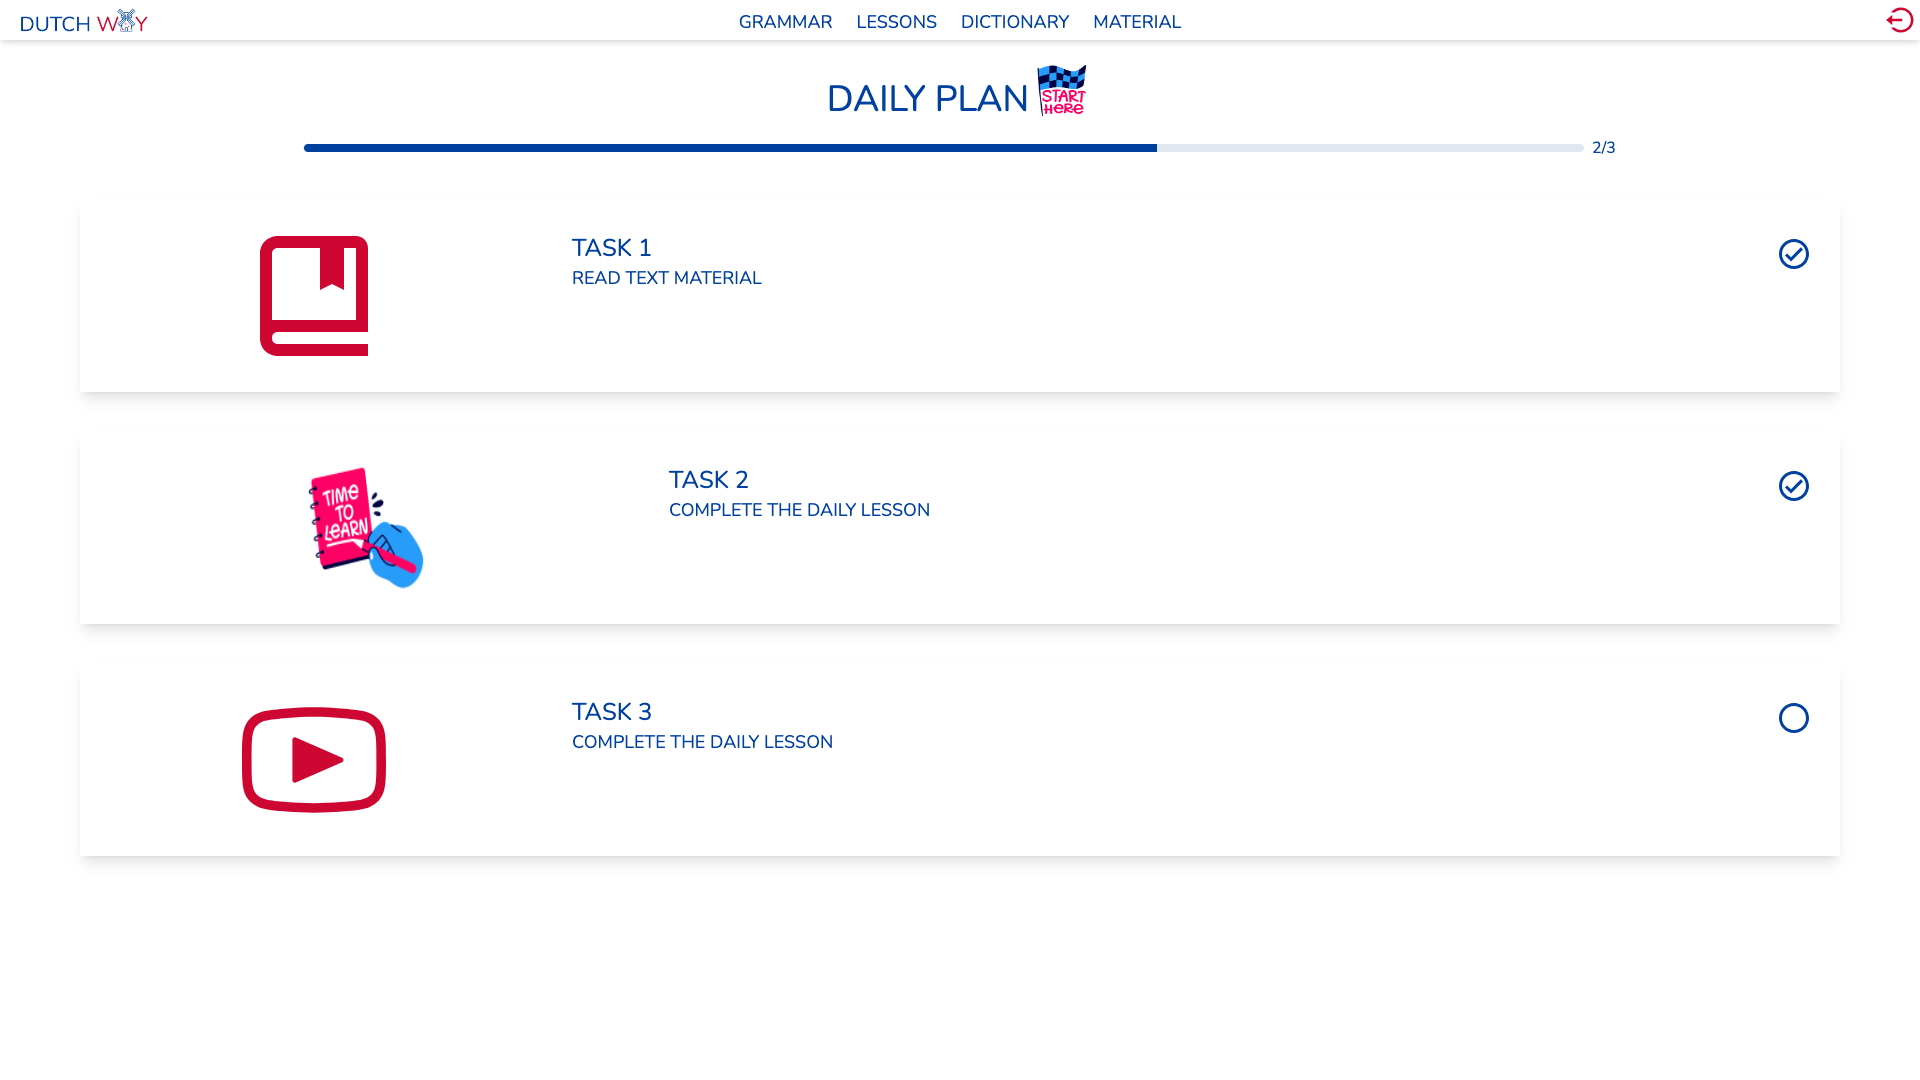 DUTCH WAY
GRAMMAR LESSONS DICTIONARY MATERIAL
DAILY PLAN
START
HERE
2/3
TASK 1
READ TEXT MATERIAL
TIME
TO
LEARN
TASK 2
COMPLETE THE DAILY LESSON
TASK 3
COMPLETE THE DAILY LESSON